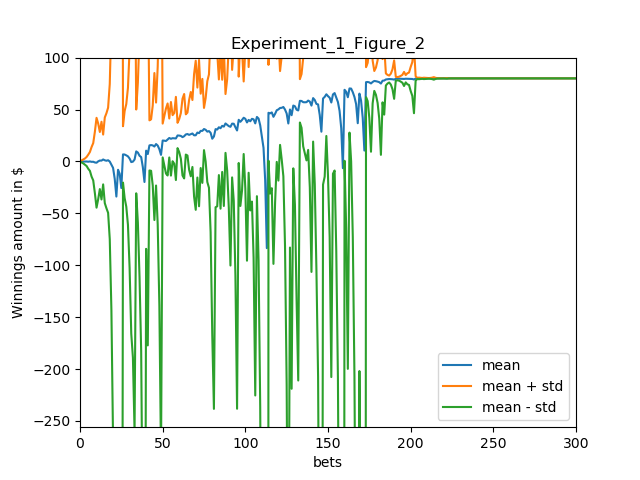 Experiment_1_Figure_2
Winnings amount in $
100
50
0
−50
−100
−150
−200
−250
0 50 100 150 200 250 300
bets
mean
mean + std
mean - std